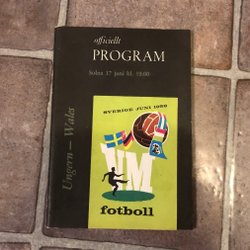 officiellt
PROGRAM
Solna 17 juni kl. 19.00
Ungern — Wales
SVERIGE JUNI 1958
VM
fotboll